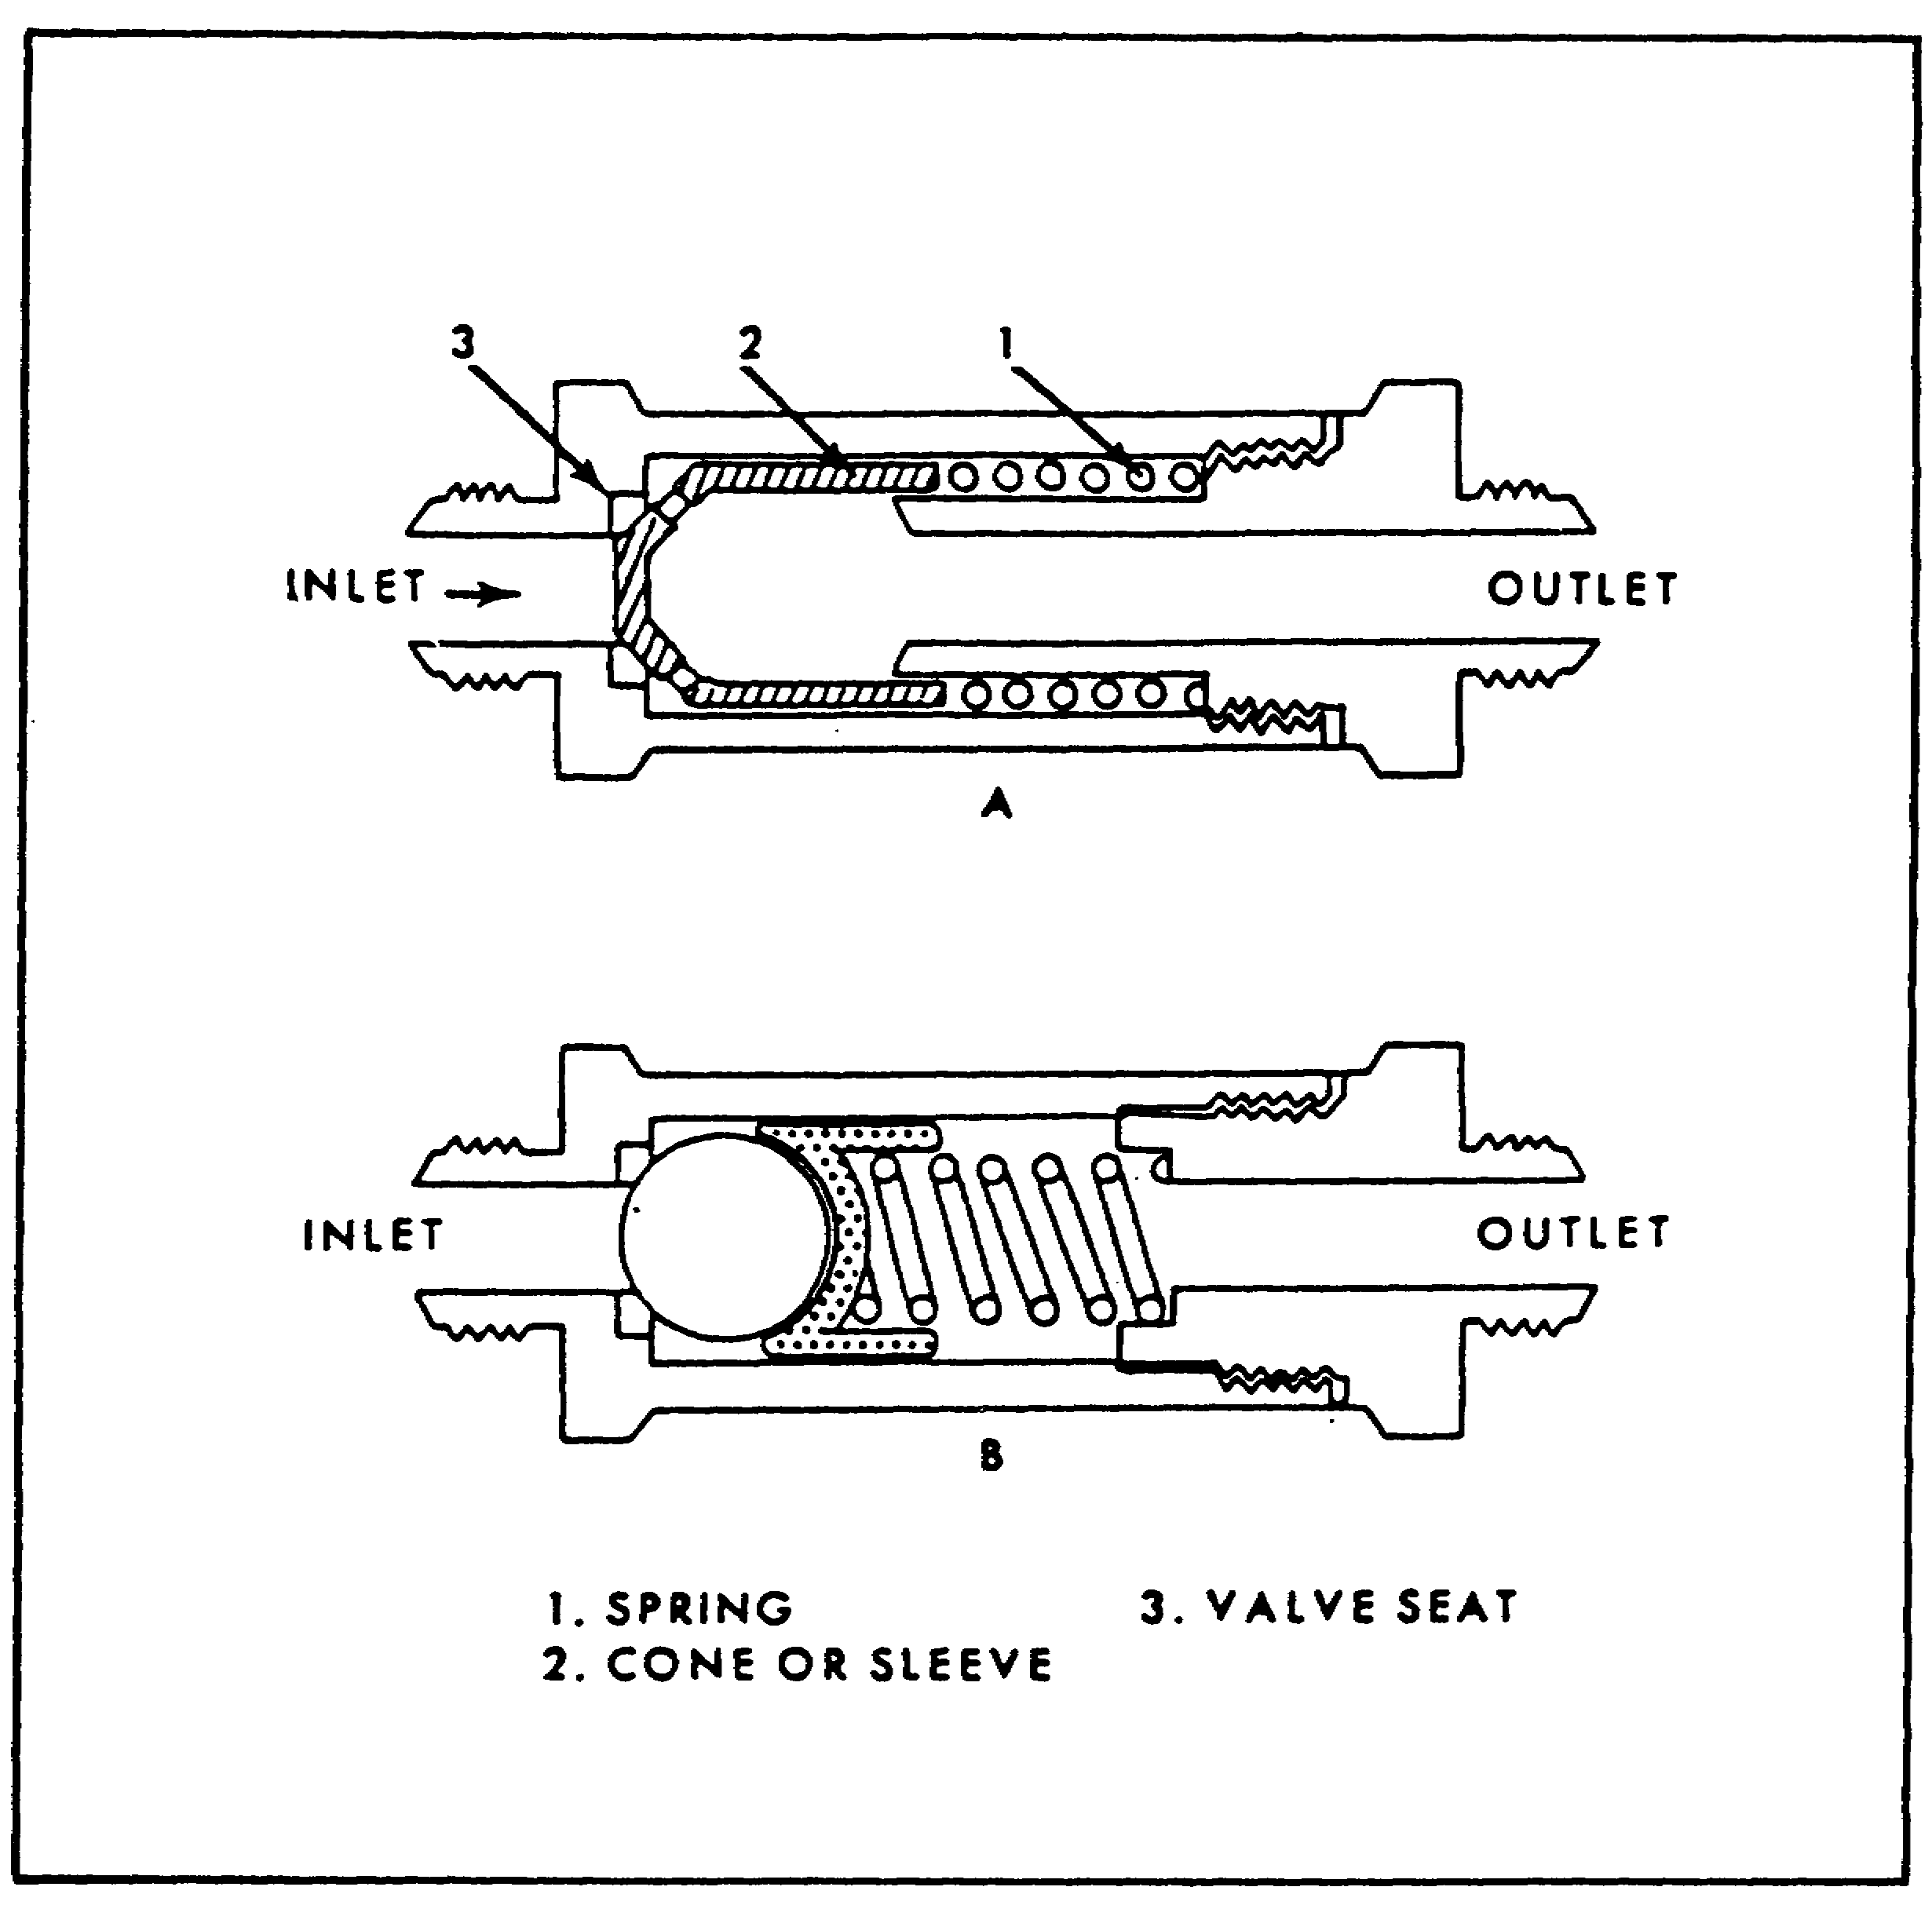 3 2 1
INLET OUTLET
A
INLET OUTLET
B
1. SPRING 3. VALVE SEAT
2. CONE OR SLEEVE